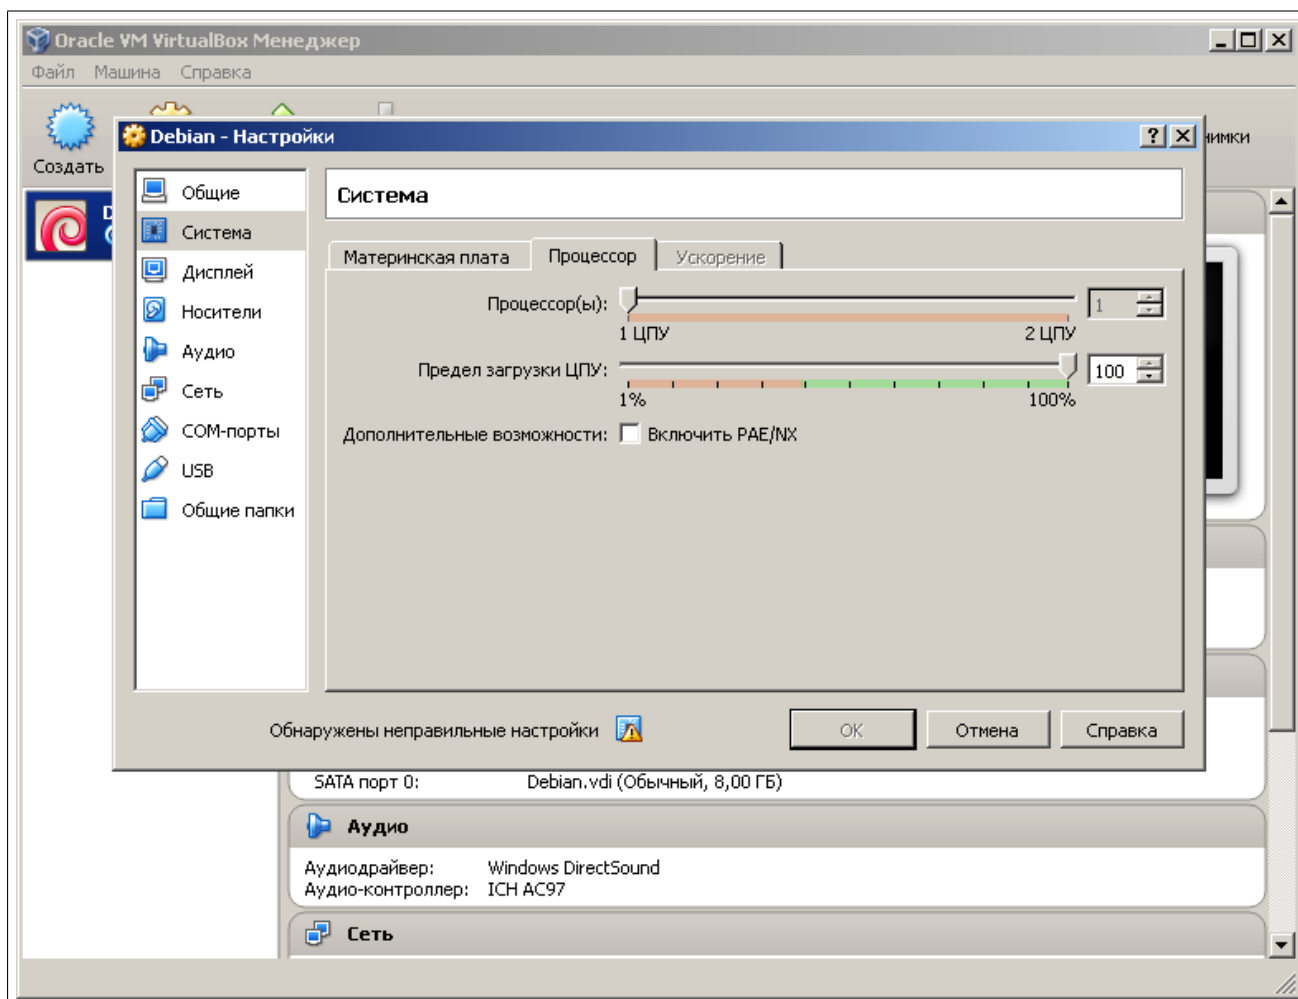 Oracle VM VirtualBox Менеджер
Файл Машина Справка
Создать
Debian - Настройки
Общие
Система
Дисплей
Носители
Аудио
Сеть
COM-порты
USB
Общие папки
Система
Материнская плата Процессор Ускорение
Процессор(ы): 1
1 ЦПУ 2 ЦПУ
Предел загрузки ЦПУ: 100
1% 100%
Дополнительные возможности: Включить PAE/NX
Обнаружены неправильные настройки OK Отмена Справка
SATA порт 0: Debian.vdi (Обычный, 8,00 ГБ)
Аудио
Аудиодрайвер: Windows DirectSound
Аудио-контроллер: ICH AC97
Сеть